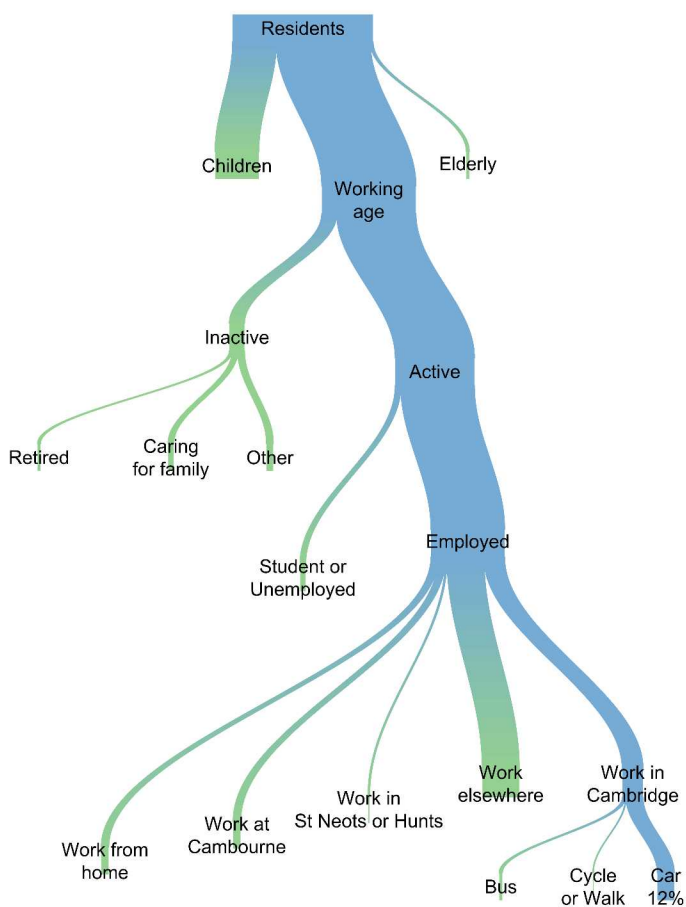 Residents
Children
Elderly
Working
age
Inactive
Active
Retired
Caring
for family
Other
Employed
Student or
Unemployed
Work
elsewhere
Work in
Cambridge
Work in
St Neots or Hunts
Work at
Cambourne
Work from
home
Bus
Cycle
or Walk
Car
12%